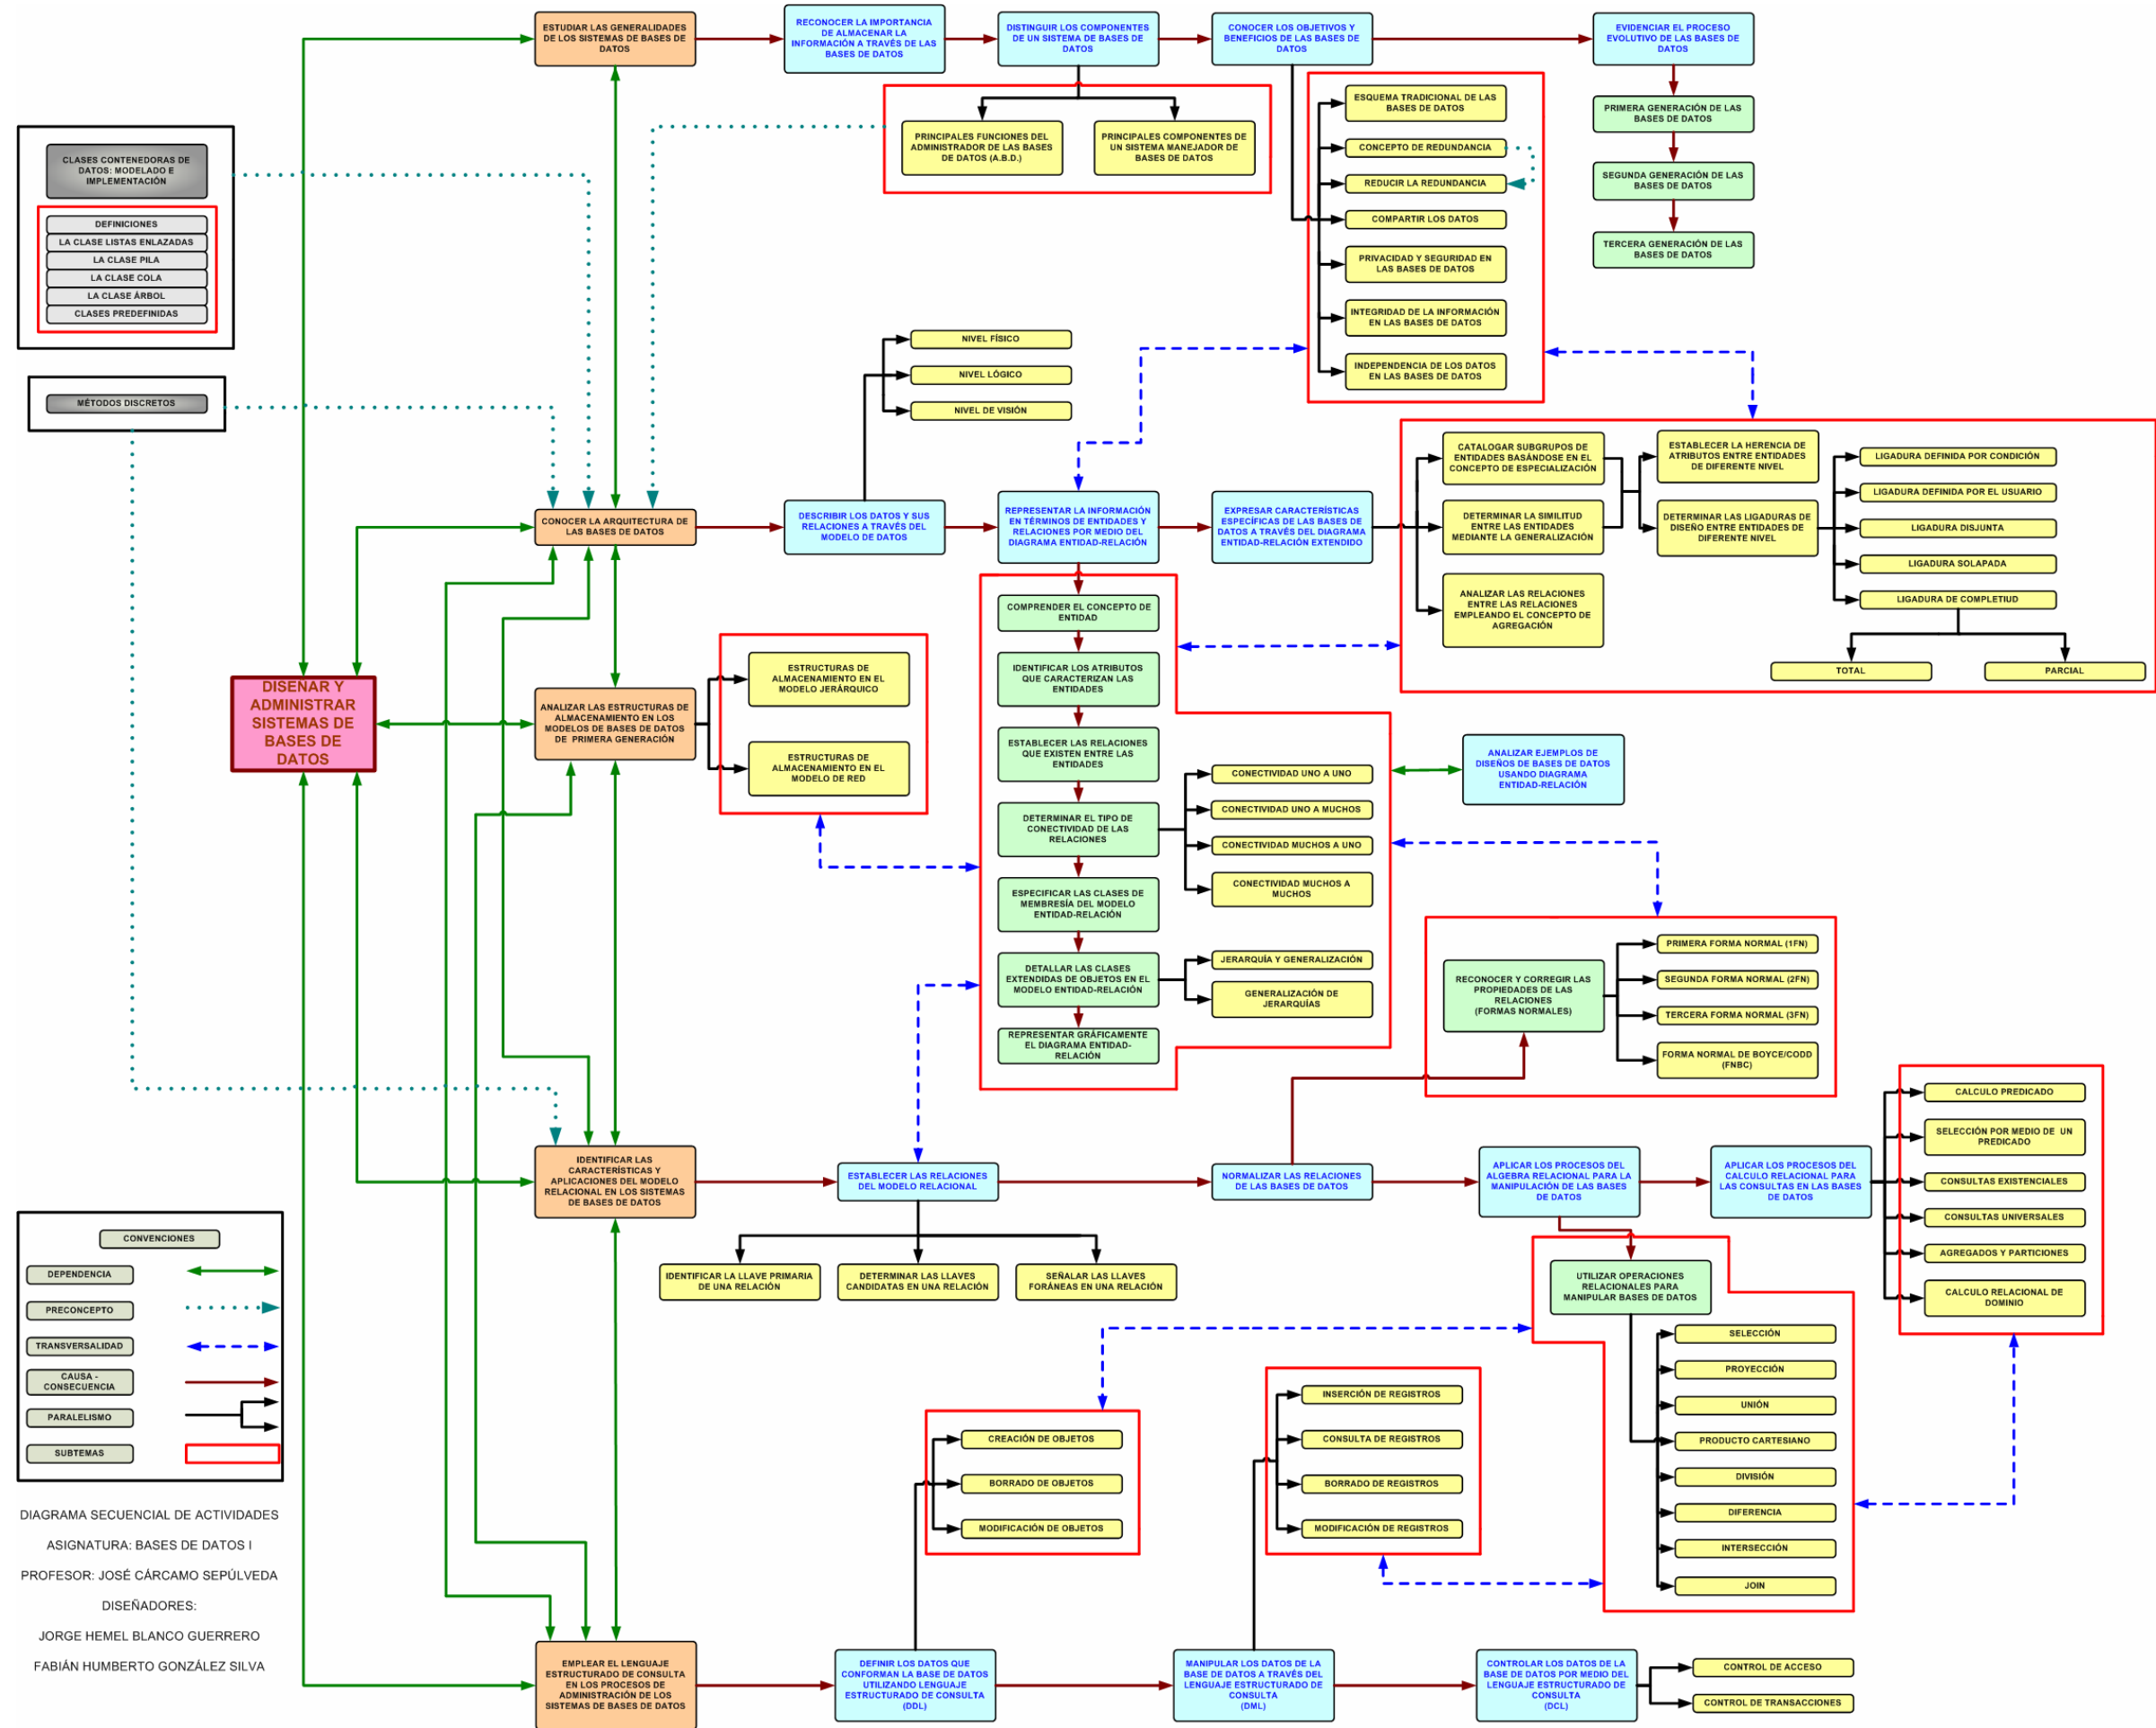 ESTUDIAR LAS GENERALIDADES
DE LOS SISTEMAS DE BASES DE
DATOS
RECONOCER LA IMPORTANCIA
DE ALMACENAR LA
INFORMACIÓN A TRAVÉS DE LAS
BASES DE DATOS
DISTINGUIR LOS COMPONENTES
DE UN SISTEMA DE BASES DE
DATOS
CONOCER LOS OBJETIVOS Y
BENEFICIOS DE LAS BASES DE
DATOS
EVIDENCIAR EL PROCESO
EVOLUTIVO DE LAS BASES DE
DATOS
PRINCIPALES FUNCIONES DEL
ADMINISTRADOR DE LAS BASES
DE DATOS (A.B.D.)
PRINCIPALES COMPONENTES DE
UN SISTEMA MANEJADOR DE
BASES DE DATOS
ESQUEMA TRADICIONAL DE LAS
BASES DE DATOS
CONCEPTO DE REDUNDANCIA
REDUCIR LA REDUNDANCIA
COMPARTIR LOS DATOS
PRIVACIDAD Y SEGURIDAD EN
LAS BASES DE DATOS
INTEGRIDAD DE LA INFORMACIÓN
EN LAS BASES DE DATOS
INDEPENDENCIA DE LOS DATOS
EN LAS BASES DE DATOS
PRIMERA GENERACIÓN DE LAS
BASES DE DATOS
SEGUNDA GENERACIÓN DE LAS
BASES DE DATOS
TERCERA GENERACIÓN DE LAS
BASES DE DATOS
CLASES CONTENEDORAS DE
DATOS: MODELADO E
IMPLEMENTACIÓN
DEFINICIONES
LA CLASE LISTAS ENLAZADAS
LA CLASE PILA
LA CLASE COLA
LA CLASE ÁRBOL
CLASES PREDEFINIDAS
MÉTODOS DISCRETOS
NIVEL FÍSICO
NIVEL LÓGICO
NIVEL DE VISIÓN
CONOCER LA ARQUITECTURA DE
LAS BASES DE DATOS
DESCRIBIR LOS DATOS Y SUS
RELACIONES A TRAVÉS DEL
MODELO DE DATOS
REPRESENTAR LA INFORMACIÓN
EN TÉRMINOS DE ENTIDADES Y
RELACIONES POR MEDIO DEL
DIAGRAMA ENTIDAD-RELACIÓN
EXPRESAR CARACTERÍSTICAS
ESPECÍFICAS DE LAS BASES DE
DATOS A TRAVÉS DEL DIAGRAMA
ENTIDAD-RELACIÓN EXTENDIDO
CATALOGAR SUBGRUPOS DE
ENTIDADES BASÁNDOSE EN EL
CONCEPTO DE ESPECIALIZACIÓN
DETERMINAR LA SIMILITUD
ENTRE LAS ENTIDADES
MEDIANTE LA GENERALIZACIÓN
ANALIZAR LAS RELACIONES
ENTRE LAS RELACIONES
EMPLEANDO EL CONCEPTO DE
AGREGACIÓN
ESTABLECER LA HERENCIA DE
ATRIBUTOS ENTRE ENTIDADES
DE DIFERENTE NIVEL
DETERMINAR LAS LIGADURAS DE
DISEÑO ENTRE ENTIDADES DE
DIFERENTE NIVEL
LIGADURA DEFINIDA POR CONDICIÓN
LIGADURA DEFINIDA POR EL USUARIO
LIGADURA DISJUNTA
LIGADURA SOLAPADA
LIGADURA DE COMPLETIUD
TOTAL
PARCIAL
DISEÑAR Y
ADMINISTRAR
SISTEMAS DE
BASES DE
DATOS
ANALIZAR LAS ESTRUCTURAS DE
ALMACENAMIENTO EN LOS
MODELOS DE BASES DE DATOS
DE PRIMERA GENERACIÓN
ESTRUCTURAS DE
ALMACENAMIENTO EN EL
MODELO JERÁRQUICO
ESTRUCTURAS DE
ALMACENAMIENTO EN EL
MODELO DE RED
COMPRENDER EL CONCEPTO DE
ENTIDAD
IDENTIFICAR LOS ATRIBUTOS
QUE CARACTERIZAN LAS
ENTIDADES
ESTABLECER LAS RELACIONES
QUE EXISTEN ENTRE LAS
ENTIDADES
DETERMINAR EL TIPO DE
CONECTIVIDAD DE LAS
RELACIONES
ESPECIFICAR LAS CLASES DE
MEMBRESÍA DEL MODELO
ENTIDAD-RELACIÓN
DETALLAR LAS CLASES
EXTENDIDAS DE OBJETOS EN EL
MODELO ENTIDAD-RELACIÓN
REPRESENTAR GRÁFICAMENTE
EL DIAGRAMA ENTIDAD-
RELACIÓN
CONECTIVIDAD UNO A UNO
CONECTIVIDAD UNO A MUCHOS
CONECTIVIDAD MUCHOS A UNO
CONECTIVIDAD MUCHOS A
MUCHOS
JERARQUÍA Y GENERALIZACIÓN
GENERALIZACIÓN DE
JERARQUÍAS
ANALIZAR EJEMPLOS DE
DISEÑOS DE BASES DE DATOS
USANDO DIAGRAMA
ENTIDAD-RELACIÓN
RECONOCER Y CORREGIR LAS
PROPIEDADES DE LAS
RELACIONES
(FORMAS NORMALES)
PRIMERA FORMA NORMAL (1FN)
SEGUNDA FORMA NORMAL (2FN)
TERCERA FORMA NORMAL (3FN)
FORMA NORMAL DE BOYCE/CODD
(FNBC)
IDENTIFICAR LAS
CARACTERÍSTICAS Y
APLICACIONES DEL MODELO
RELACIONAL EN LOS SISTEMAS
DE BASES DE DATOS
ESTABLECER LAS RELACIONES
DEL MODELO RELACIONAL
NORMALIZAR LAS RELACIONES
DE LAS BASES DE DATOS
APLICAR LOS PROCESOS DEL
ALGEBRA RELACIONAL PARA LA
MANIPULACIÓN DE LAS BASES
DE DATOS
APLICAR LOS PROCESOS DEL
CALCULO RELACIONAL PARA
LAS CONSULTAS EN LAS BASES
DE DATOS
CALCULO PREDICADO
SELECCIÓN POR MEDIO DE UN
PREDICADO
CONSULTAS EXISTENCIALES
CONSULTAS UNIVERSALES
AGREGADOS Y PARTICIONES
CALCULO RELACIONAL DE
DOMINIO
IDENTIFICAR LA LLAVE PRIMARIA
DE UNA RELACIÓN
DETERMINAR LAS LLAVES
CANDIDATAS EN UNA RELACIÓN
SEÑALAR LAS LLAVES
FORÁNEAS EN UNA RELACIÓN
UTILIZAR OPERACIONES
RELACIONALES PARA
MANIPULAR BASES DE DATOS
SELECCIÓN
PROYECCIÓN
UNIÓN
PRODUCTO CARTESIANO
DIVISIÓN
DIFERENCIA
INTERSECCIÓN
JOIN
CONVENCIONES
DEPENDENCIA
PRECONCEPTO
TRANSVERSALIDAD
CAUSA -
CONSECUENCIA
PARALELISMO
SUBTEMAS
CREACIÓN DE OBJETOS
BORRADO DE OBJETOS
MODIFICACIÓN DE OBJETOS
INSERCIÓN DE REGISTROS
CONSULTA DE REGISTROS
BORRADO DE REGISTROS
MODIFICACIÓN DE REGISTROS
DIAGRAMA SECUENCIAL DE ACTIVIDADES
ASIGNATURA: BASES DE DATOS I
PROFESOR: JOSÉ CÁRCAMO SEPÚLVEDA
DISEÑADORES:
JORGE HEMEL BLANCO GUERRERO
FABIÁN HUMBERTO GONZÁLEZ SILVA
EMPLEAR EL LENGUAJE
ESTRUCTURADO DE CONSULTA
EN LOS PROCESOS DE
ADMINISTRACIÓN DE LOS
SISTEMAS DE BASES DE DATOS
DEFINIR LOS DATOS QUE
CONFORMAN LA BASE DE DATOS
UTILIZANDO LENGUAJE
ESTRUCTURADO DE CONSULTA
(DDL)
MANIPULAR LOS DATOS DE LA
BASE DE DATOS A TRAVÉS DEL
LENGUAJE ESTRUCTURADO DE
CONSULTA
(DML)
CONTROLAR LOS DATOS DE LA
BASE DE DATOS POR MEDIO DEL
LENGUAJE ESTRUCTURADO DE
CONSULTA
(DCL)
CONTROL DE ACCESO
CONTROL DE TRANSACCIONES